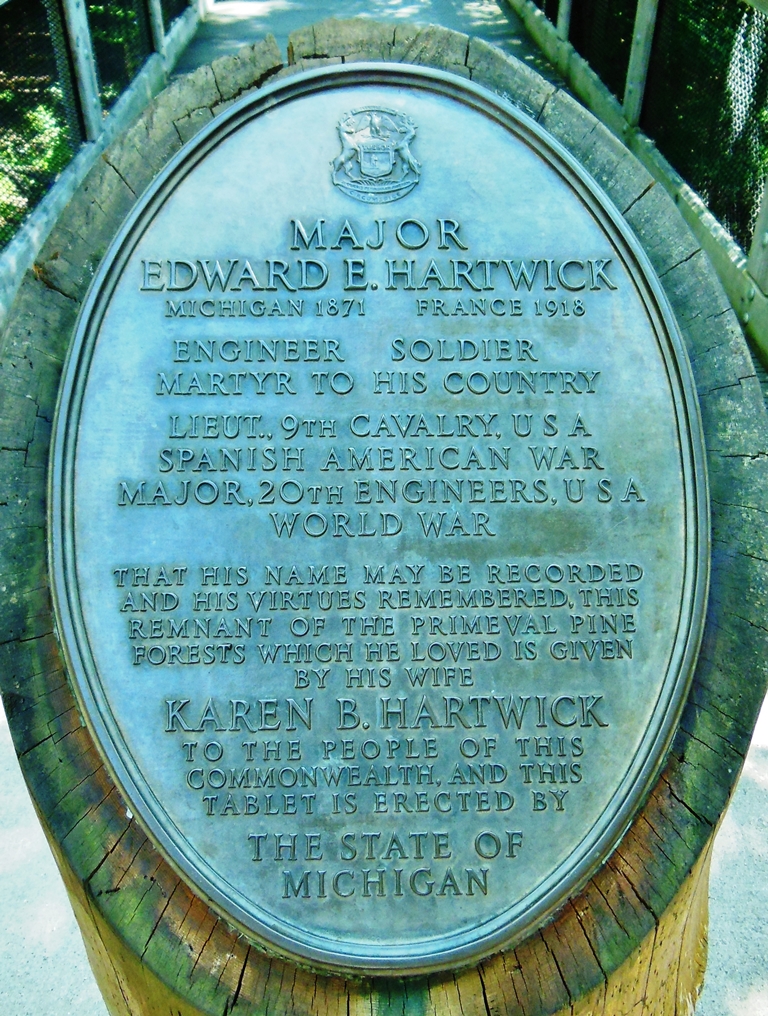 MAJOR
EDWARD E. HARTWICK
MICHIGAN 1871 FRANCE 1918
ENGINEER SOLDIER
MARTYR TO HIS COUNTRY
LIEUT., 9TH CAVALRY, U S A
SPANISH AMERICAN WAR
MAJOR, 20TH ENGINEERS, U S A
WORLD WAR
THAT HIS NAME MAY BE RECORDED
AND HIS VIRTUES REMEMBERED, THIS
REMNANT OF THE PRIMEVAL PINE
FORESTS WHICH HE LOVED IS GIVEN
BY HIS WIFE
KAREN B. HARTWICK
TO THE PEOPLE OF THIS
COMMONWEALTH, AND THIS
TABLET IS ERECTED BY
THE STATE OF
MICHIGAN